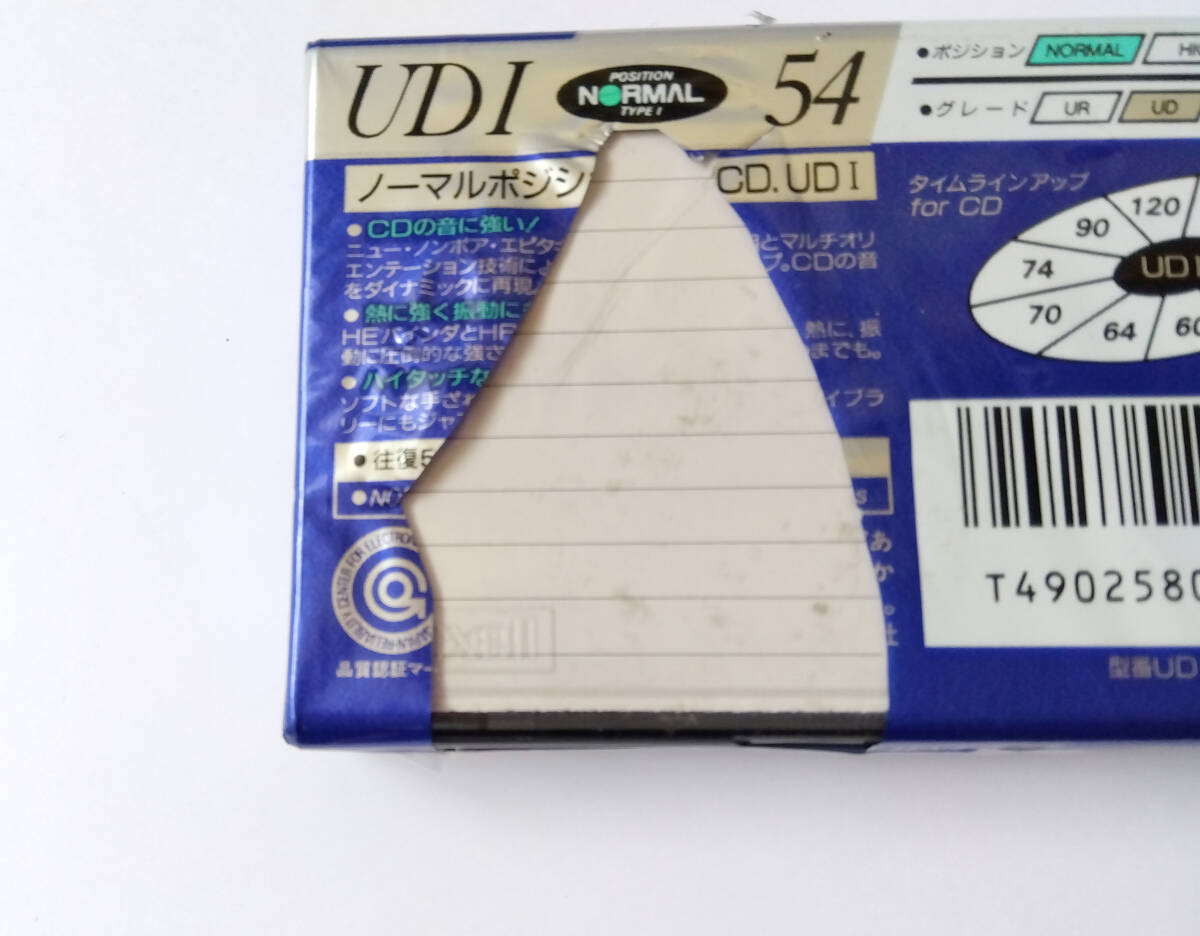 UDI POSITION NORMAL TYPE I 54
●ポジション NORMAL
●グレード UR UD
ノーマルポジシ CD.UDI
タイムラインアップ
for CD
120
90
74
70
64
UDI
●CDの音に強い!
ニュー・ノンポア・エピタ とマルチオリ
エンテーション技術によ プ。CDの音
をダイナミックに再現
●熱に強く振動に
HEバインダとHP 熱に、振
動に圧倒的な強さ までも。
●ハイタッチな
ソフトな手ざわ イブラ
リーにもジャ
●往復5
T4902580
品質認証マー
型番UD